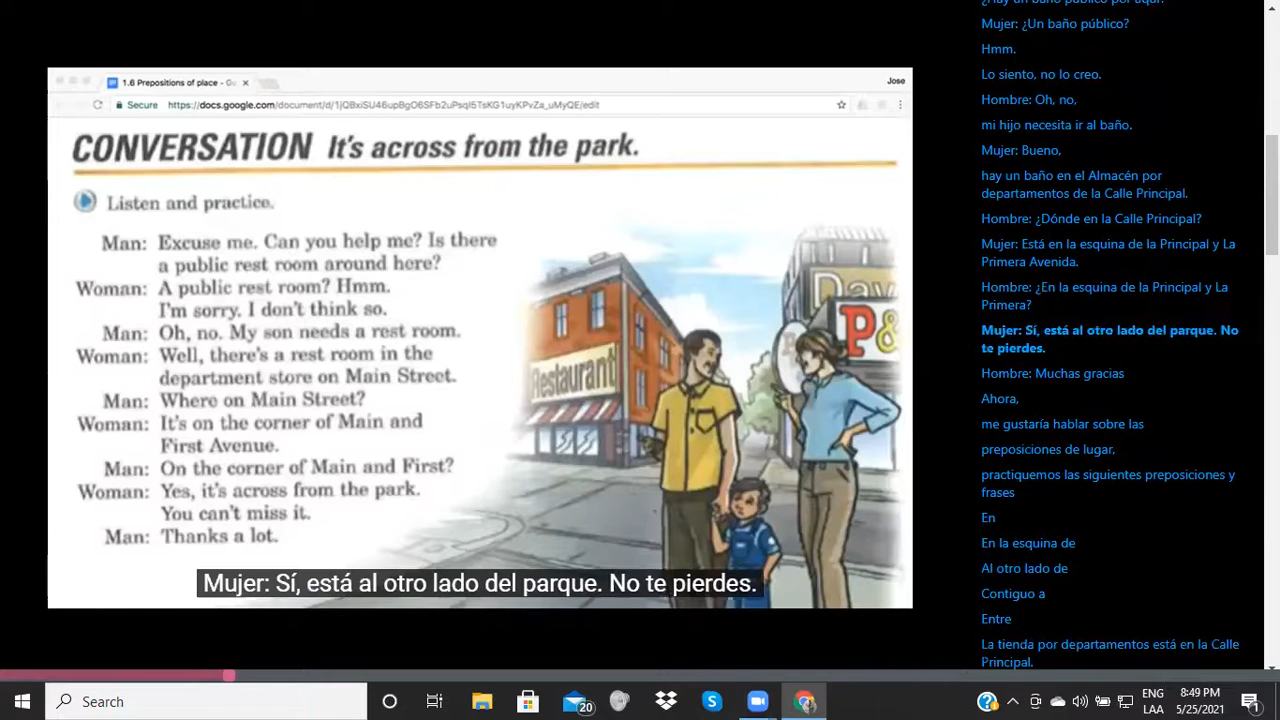 1.6 Prepositions of place - Go
Jose
Secure
https://docs.google.com/document/d/1jQBxiSU46upBgO6SFb2uPsqI5TsKG1uyKPvZa_uMyQE/edit
CONVERSATION It's across from the park.
Listen and practice.
Man: Excuse me. Can you help me? Is there
a public rest room around here?
Woman: A public rest room? Hmm.
I'm sorry. I don't think so.
Man: Oh, no. My son needs a rest room.
Woman: Well, there's a rest room in the
department store on Main Street.
Man: Where on Main Street?
Woman: It's on the corner of Main and
First Avenue.
Man: On the corner of Main and First?
Woman: Yes, it's across from the park.
You can't miss it.
Man: Thanks a lot.
Restaurant
P&
Mujer: Sí, está al otro lado del parque. No te pierdes.
¿Hay un baño público por aquí?
Mujer: ¿Un baño público?
Hmm.
Lo siento, no lo creo.
Hombre: Oh, no,
mi hijo necesita ir al baño.
Mujer: Bueno,
hay un baño en el Almacén por
departamentos de la Calle Principal.
Hombre: ¿Dónde en la Calle Principal?
Mujer: Está en la esquina de la Principal y La
Primera Avenida.
Hombre: ¿En la esquina de la Principal y La
Primera?
Mujer: Sí, está al otro lado del parque. No
te pierdes.
Hombre: Muchas gracias
Ahora,
me gustaría hablar sobre las
preposiciones de lugar,
practiquemos las siguientes preposiciones y
frases
En
En la esquina de
Al otro lado de
Contiguo a
Entre
La tienda por departamentos está en la Calle
Principal.
Search
20
ENG
LAA
8:49 PM
5/25/2021
1